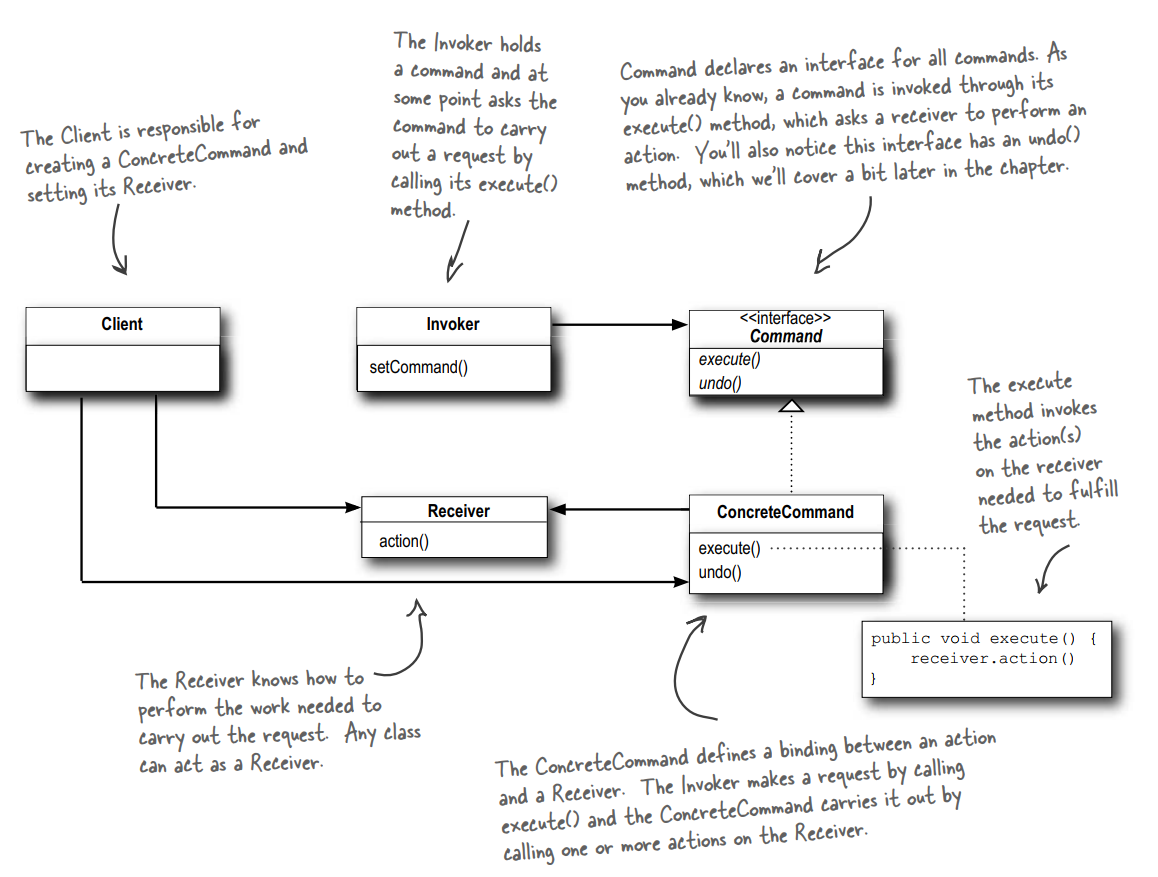 The Client is responsible for
creating a ConcreteCommand and
setting its Receiver.
The Invoker holds
a command and at
some point asks the
command to carry
out a request by
calling its execute()
method.
Command declares an interface for all commands. As
you already know, a command is invoked through its
execute() method, which asks a receiver to perform an
action. You'll also notice this interface has an undo()
method, which we'll cover a bit later in the chapter.
Client
Invoker
setCommand()
<<interface>>
Command
execute()
undo()
The execute
method invokes
the action(s)
on the receiver
needed to fulfill
the request.
Receiver
action()
ConcreteCommand
execute()
undo()
public void execute() {
receiver.action()
}
The Receiver knows how to
perform the work needed to
carry out the request. Any class
can act as a Receiver.
The ConcreteCommand defines a binding between an action
and a Receiver. The Invoker makes a request by calling
execute() and the ConcreteCommand carries it out by
calling one or more actions on the Receiver.